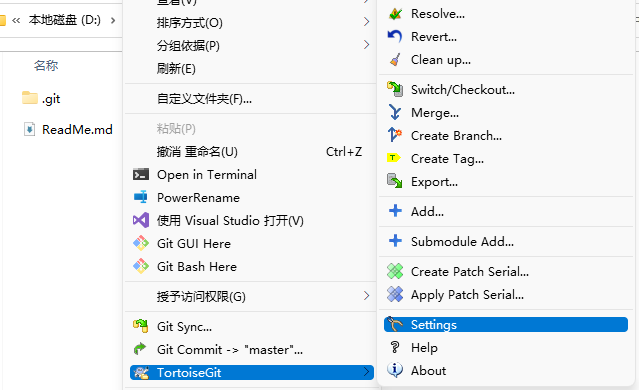 « 本地磁盘 (D:) ›
名称
.git
ReadMe.md
查看(V)
排序方式(O)
分组依据(P)
刷新(E)
自定义文件夹(F)...
粘贴(P)
撤消 重命名(U) Ctrl+Z
Open in Terminal
PowerRename
使用 Visual Studio 打开(V)
Git GUI Here
Git Bash Here
授予访问权限(G)
Git Sync...
Git Commit -> "master"...
TortoiseGit
Resolve...
Revert...
Clean up...
Switch/Checkout...
Merge...
Create Branch...
Create Tag...
Export...
Add...
Submodule Add...
Create Patch Serial...
Apply Patch Serial...
Settings
Help
About